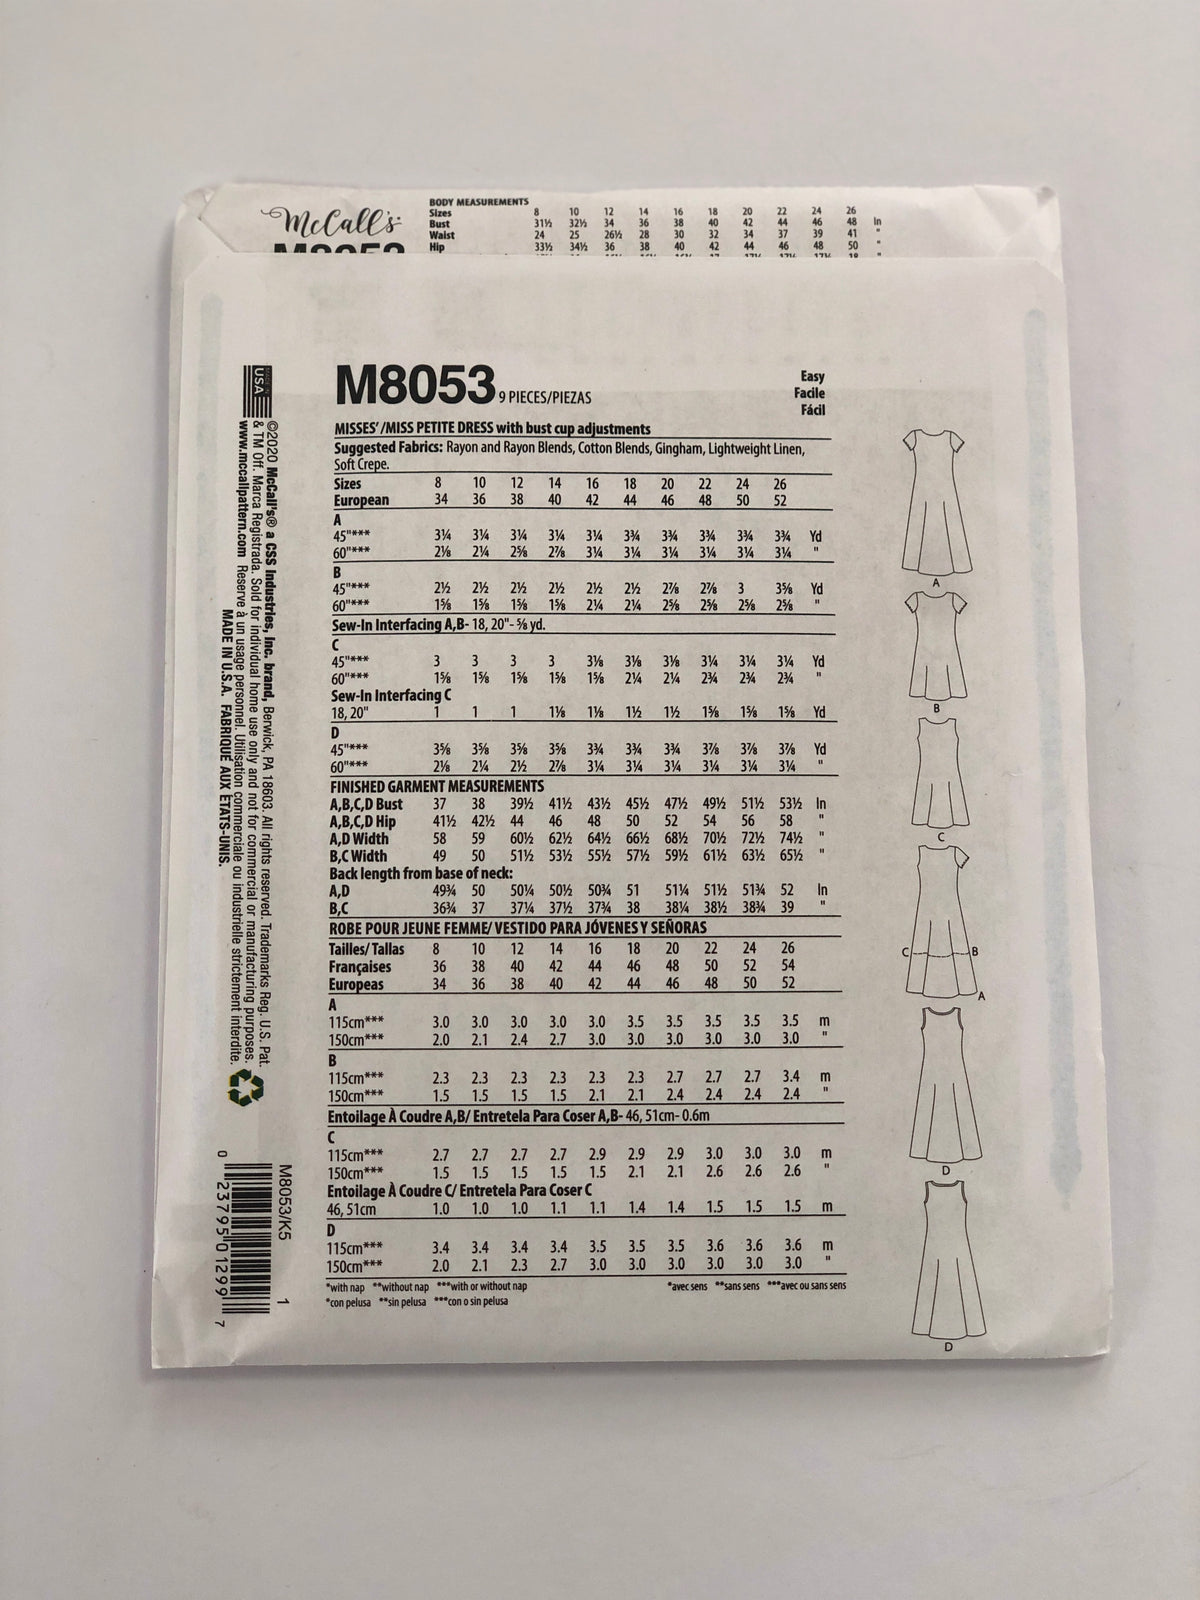 McCall's
M8053
BODY MEASUREMENTS
Sizes 8 10 12 14 16 18 20 22 24 26
Bust 31½ 32½ 34 36 38 40 42 44 46 48 In
Waist 24 25 26½ 28 30 32 34 37 39 41 "
Hip 33½ 34½ 36 38 40 42 44 46 48 50 "
M8053 9 PIECES/PIEZAS
Easy
Facile
Fácil
MISSES'/MISS PETITE DRESS with bust cup adjustments
Suggested Fabrics: Rayon and Rayon Blends, Cotton Blends, Gingham, Lightweight Linen,
Soft Crepe.
Sizes 8 10 12 14 16 18 20 22 24 26
European 34 36 38 40 42 44 46 48 50 52
A
45"*** 3¼ 3¼ 3¼ 3¼ 3¼ 3¾ 3¾ 3¾ 3¾ 3¾ Yd
60"*** 2⅛ 2¼ 2⅝ 2⅞ 3¼ 3¼ 3¼ 3¼ 3¼ 3¼ "
B
45"*** 2½ 2½ 2½ 2½ 2½ 2½ 2⅞ 2⅞ 3 3⅝ Yd
60"*** 1⅝ 1⅝ 1⅝ 1⅝ 2¼ 2¼ 2⅝ 2⅝ 2⅝ 2⅝ "
Sew-In Interfacing A,B- 18, 20"- ⅝ yd.
C
45"*** 3 3 3 3 3⅛ 3⅛ 3⅛ 3¼ 3¼ 3¼ Yd
60"*** 1⅝ 1⅝ 1⅝ 1⅝ 1⅝ 2¼ 2¼ 2¾ 2¾ 2¾ "
Sew-In Interfacing C
18, 20" 1 1 1 1⅛ 1⅛ 1½ 1½ 1⅝ 1⅝ 1⅝ Yd
D
45"*** 3⅝ 3⅝ 3⅝ 3⅝ 3¾ 3¾ 3¾ 3⅞ 3⅞ 3⅞ Yd
60"*** 2⅛ 2¼ 2½ 2⅞ 3¼ 3¼ 3¼ 3¼ 3¼ 3¼ "
FINISHED GARMENT MEASUREMENTS
A,B,C,D Bust 37 38 39½ 41½ 43½ 45½ 47½ 49½ 51½ 53½ In
A,B,C,D Hip 41½ 42½ 44 46 48 50 52 54 56 58 "
A,D Width 58 59 60½ 62½ 64½ 66½ 68½ 70½ 72½ 74½ "
B,C Width 49 50 51½ 53½ 55½ 57½ 59½ 61½ 63½ 65½ "
Back length from base of neck:
A,D 49¾ 50 50¼ 50½ 50¾ 51 51¼ 51½ 51¾ 52 In
B,C 36¾ 37 37¼ 37½ 37¾ 38 38¼ 38½ 38¾ 39 "
ROBE POUR JEUNE FEMME/ VESTIDO PARA JÓVENES Y SEÑORAS
Tailles/Tallas 8 10 12 14 16 18 20 22 24 26
Françaises 36 38 40 42 44 46 48 50 52 54
Europeas 34 36 38 40 42 44 46 48 50 52
A
115cm*** 3.0 3.0 3.0 3.0 3.0 3.5 3.5 3.5 3.5 3.5 m
150cm*** 2.0 2.1 2.4 2.7 3.0 3.0 3.0 3.0 3.0 3.0 "
B
115cm*** 2.3 2.3 2.3 2.3 2.3 2.3 2.7 2.7 2.7 3.4 m
150cm*** 1.5 1.5 1.5 1.5 2.1 2.1 2.4 2.4 2.4 2.4 "
Entoilage À Coudre A,B/ Entretela Para Coser A,B- 46, 51cm- 0.6m
C
115cm*** 2.7 2.7 2.7 2.7 2.9 2.9 2.9 3.0 3.0 3.0 m
150cm*** 1.5 1.5 1.5 1.5 1.5 2.1 2.1 2.6 2.6 2.6 "
Entoilage À Coudre C/ Entretela Para Coser C
46, 51cm 1.0 1.0 1.0 1.1 1.1 1.4 1.4 1.5 1.5 1.5 m
D
115cm*** 3.4 3.4 3.4 3.4 3.5 3.5 3.5 3.6 3.6 3.6 m
150cm*** 2.0 2.1 2.3 2.7 3.0 3.0 3.0 3.0 3.0 3.0 "
*with nap **without nap ***with or without nap *avec sens **sans sens ***avec ou sans sens
*con pelusa **sin pelusa ***con o sin pelusa
A
B
C
C B
A
D
D
USA
©2020 McCall's® a CSS Industries, Inc. brand, Berwick, PA 18603. All rights reserved. Trademarks Reg. U.S. Pat.
& TM Off. Marca Registrada. Sold for individual home use only and not for commercial or manufacturing purposes.
www.mccallpattern.com Reserve à un usage personnel. Utilisation commerciale ou industrielle strictement interdite.
MADE IN U.S.A. FABRIQUÉ AUX ÉTATS-UNIS.
M8053/K5 1
0 23795 01299 7